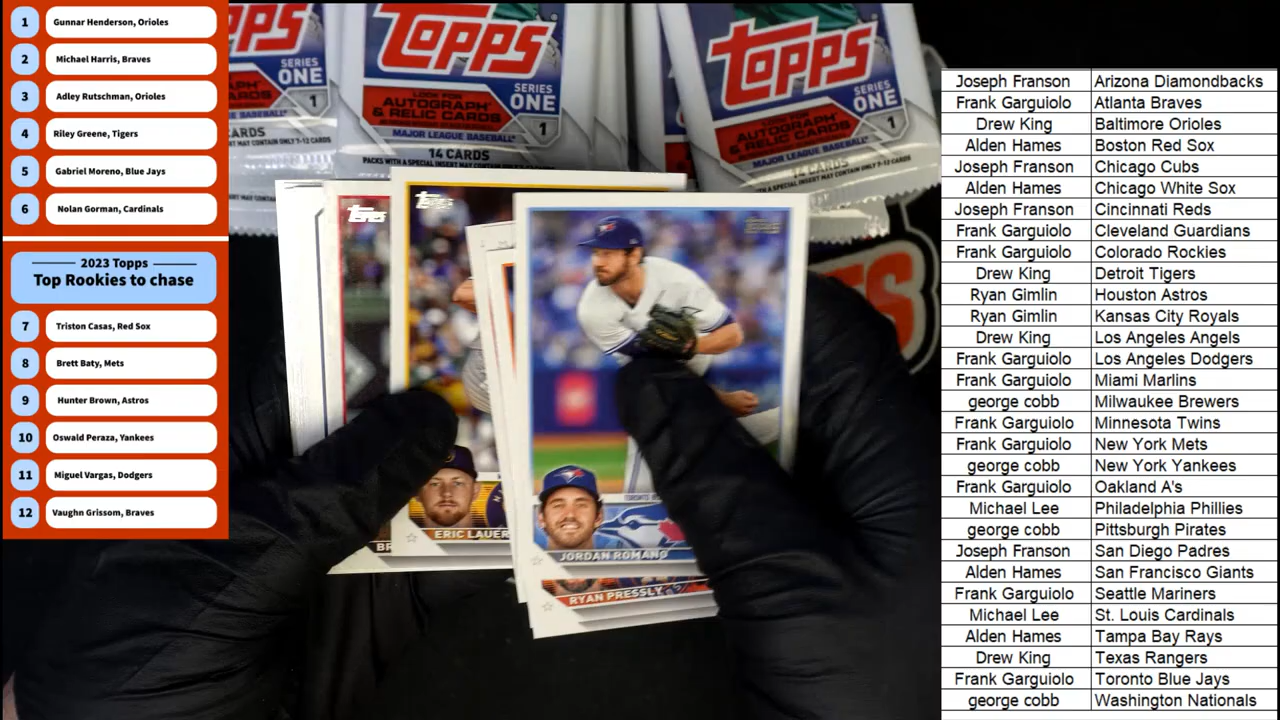 1 Gunnar Henderson, Orioles
2 Michael Harris, Braves
3 Adley Rutschman, Orioles
4 Riley Greene, Tigers
5 Gabriel Moreno, Blue Jays
6 Nolan Gorman, Cardinals
2023 Topps
Top Rookies to chase
7 Triston Casas, Red Sox
8 Brett Baty, Mets
9 Hunter Brown, Astros
10 Oswald Peraza, Yankees
11 Miguel Vargas, Dodgers
12 Vaughn Grissom, Braves
SERIES
ONE
1
TOPPS
SERIES
ONE
LOOK FOR
AUTOGRAPH
& RELIC CARDS
1
MAJOR LEAGUE BASEBALL
14 CARDS
TOPPS
SERIES
ONE
AUTOGRAPH
& RELIC CARDS
1
MAJOR LEAGUE BASEBALL
14 CARDS
Topps
Topps
TOPPS
BR
ERIC LAUER
JORDAN ROMANO
RYAN PRESSLY
Joseph Franson Arizona Diamondbacks
Frank Garguiolo Atlanta Braves
Drew King Baltimore Orioles
Alden Hames Boston Red Sox
Joseph Franson Chicago Cubs
Alden Hames Chicago White Sox
Joseph Franson Cincinnati Reds
Frank Garguiolo Cleveland Guardians
Frank Garguiolo Colorado Rockies
Drew King Detroit Tigers
Ryan Gimlin Houston Astros
Ryan Gimlin Kansas City Royals
Drew King Los Angeles Angels
Frank Garguiolo Los Angeles Dodgers
Frank Garguiolo Miami Marlins
george cobb Milwaukee Brewers
Frank Garguiolo Minnesota Twins
Frank Garguiolo New York Mets
george cobb New York Yankees
Frank Garguiolo Oakland A's
Michael Lee Philadelphia Phillies
george cobb Pittsburgh Pirates
Joseph Franson San Diego Padres
Alden Hames San Francisco Giants
Frank Garguiolo Seattle Mariners
Michael Lee St. Louis Cardinals
Alden Hames Tampa Bay Rays
Drew King Texas Rangers
Frank Garguiolo Toronto Blue Jays
george cobb Washington Nationals